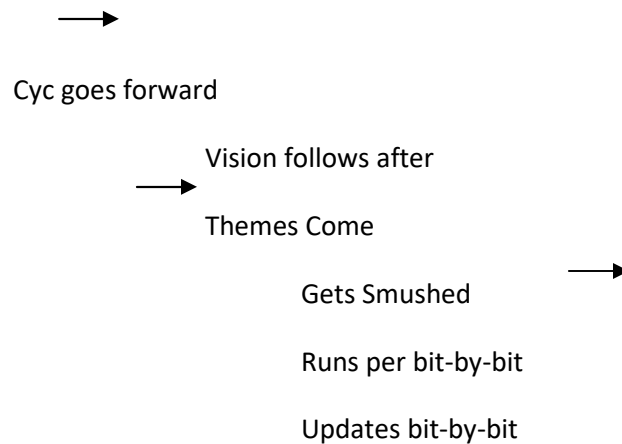 Cyc goes forward
Vision follows after
Themes Come
Gets Smushed
Runs per bit-by-bit
Updates bit-by-bit